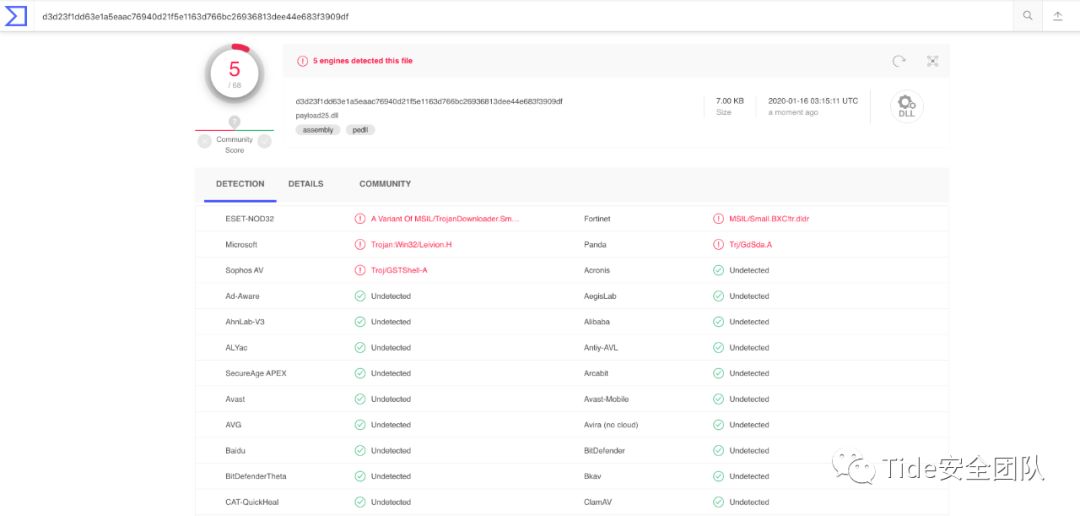 d3d23f1dd63e1a5eaac76940d21f5e1163d766bc26936813dee44e683f3909df
5
/ 68
Community
Score
5 engines detected this file
d3d23f1dd63e1a5eaac76940d21f5e1163d766bc26936813dee44e683f3909df
payload25.dll
assembly pedll
7.00 KB
Size
2020-01-16 03:15:11 UTC
a moment ago
DLL
DETECTION DETAILS COMMUNITY
ESET-NOD32 A Variant Of MSIL/TrojanDownloader.Sm... Fortinet MSIL/Small.BXC!tr.dldr
Microsoft Trojan:Win32/Leivion.H Panda Trj/GdSda.A
Sophos AV Troj/GSTShell-A Acronis Undetected
Ad-Aware Undetected AegisLab Undetected
AhnLab-V3 Undetected Alibaba Undetected
ALYac Undetected Antiy-AVL Undetected
SecureAge APEX Undetected Arcabit Undetected
Avast Undetected Avast-Mobile Undetected
AVG Undetected Avira (no cloud) Undetected
Baidu Undetected BitDefender Undetected
BitDefenderTheta Undetected Bkav Undetected
CAT-QuickHeal Undetected ClamAV Undetected
Tide安全团队